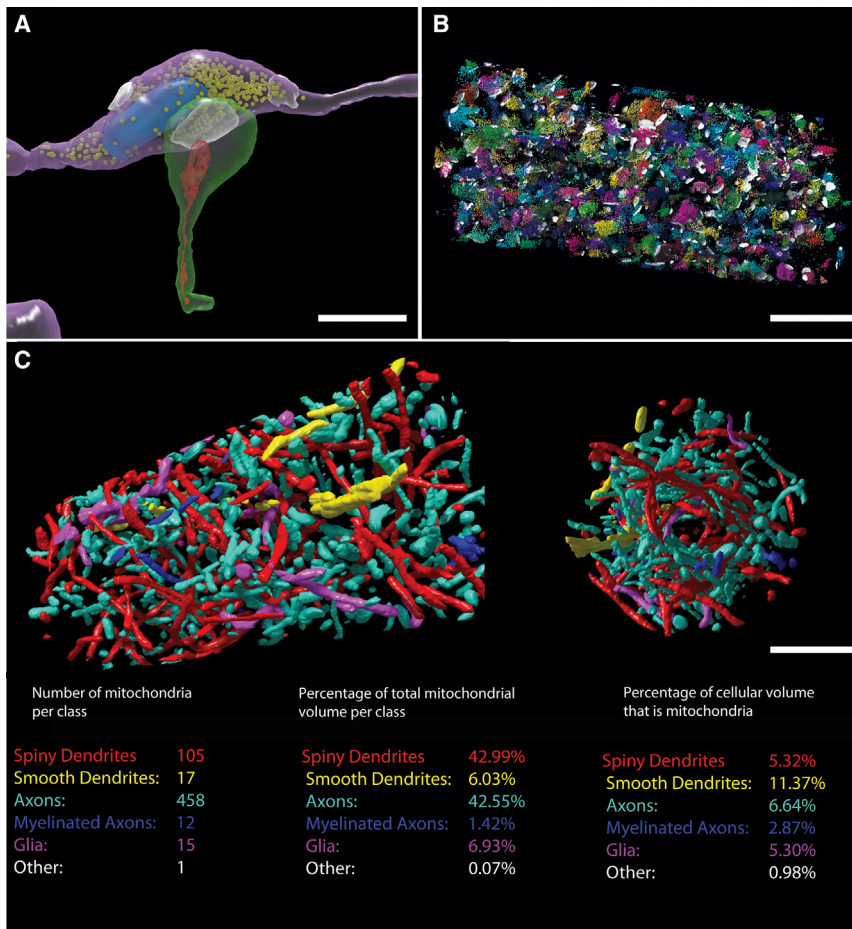 A
B
C
Number of mitochondria
per class
Spiny Dendrites 105
Smooth Dendrites: 17
Axons: 458
Myelinated Axons: 12
Glia: 15
Other: 1
Percentage of total mitochondrial
volume per class
Spiny Dendrites 42.99%
Smooth Dendrites: 6.03%
Axons: 42.55%
Myelinated Axons: 1.42%
Glia: 6.93%
Other: 0.07%
Percentage of cellular volume
that is mitochondria
Spiny Dendrites 5.32%
Smooth Dendrites: 11.37%
Axons: 6.64%
Myelinated Axons: 2.87%
Glia: 5.30%
Other: 0.98%